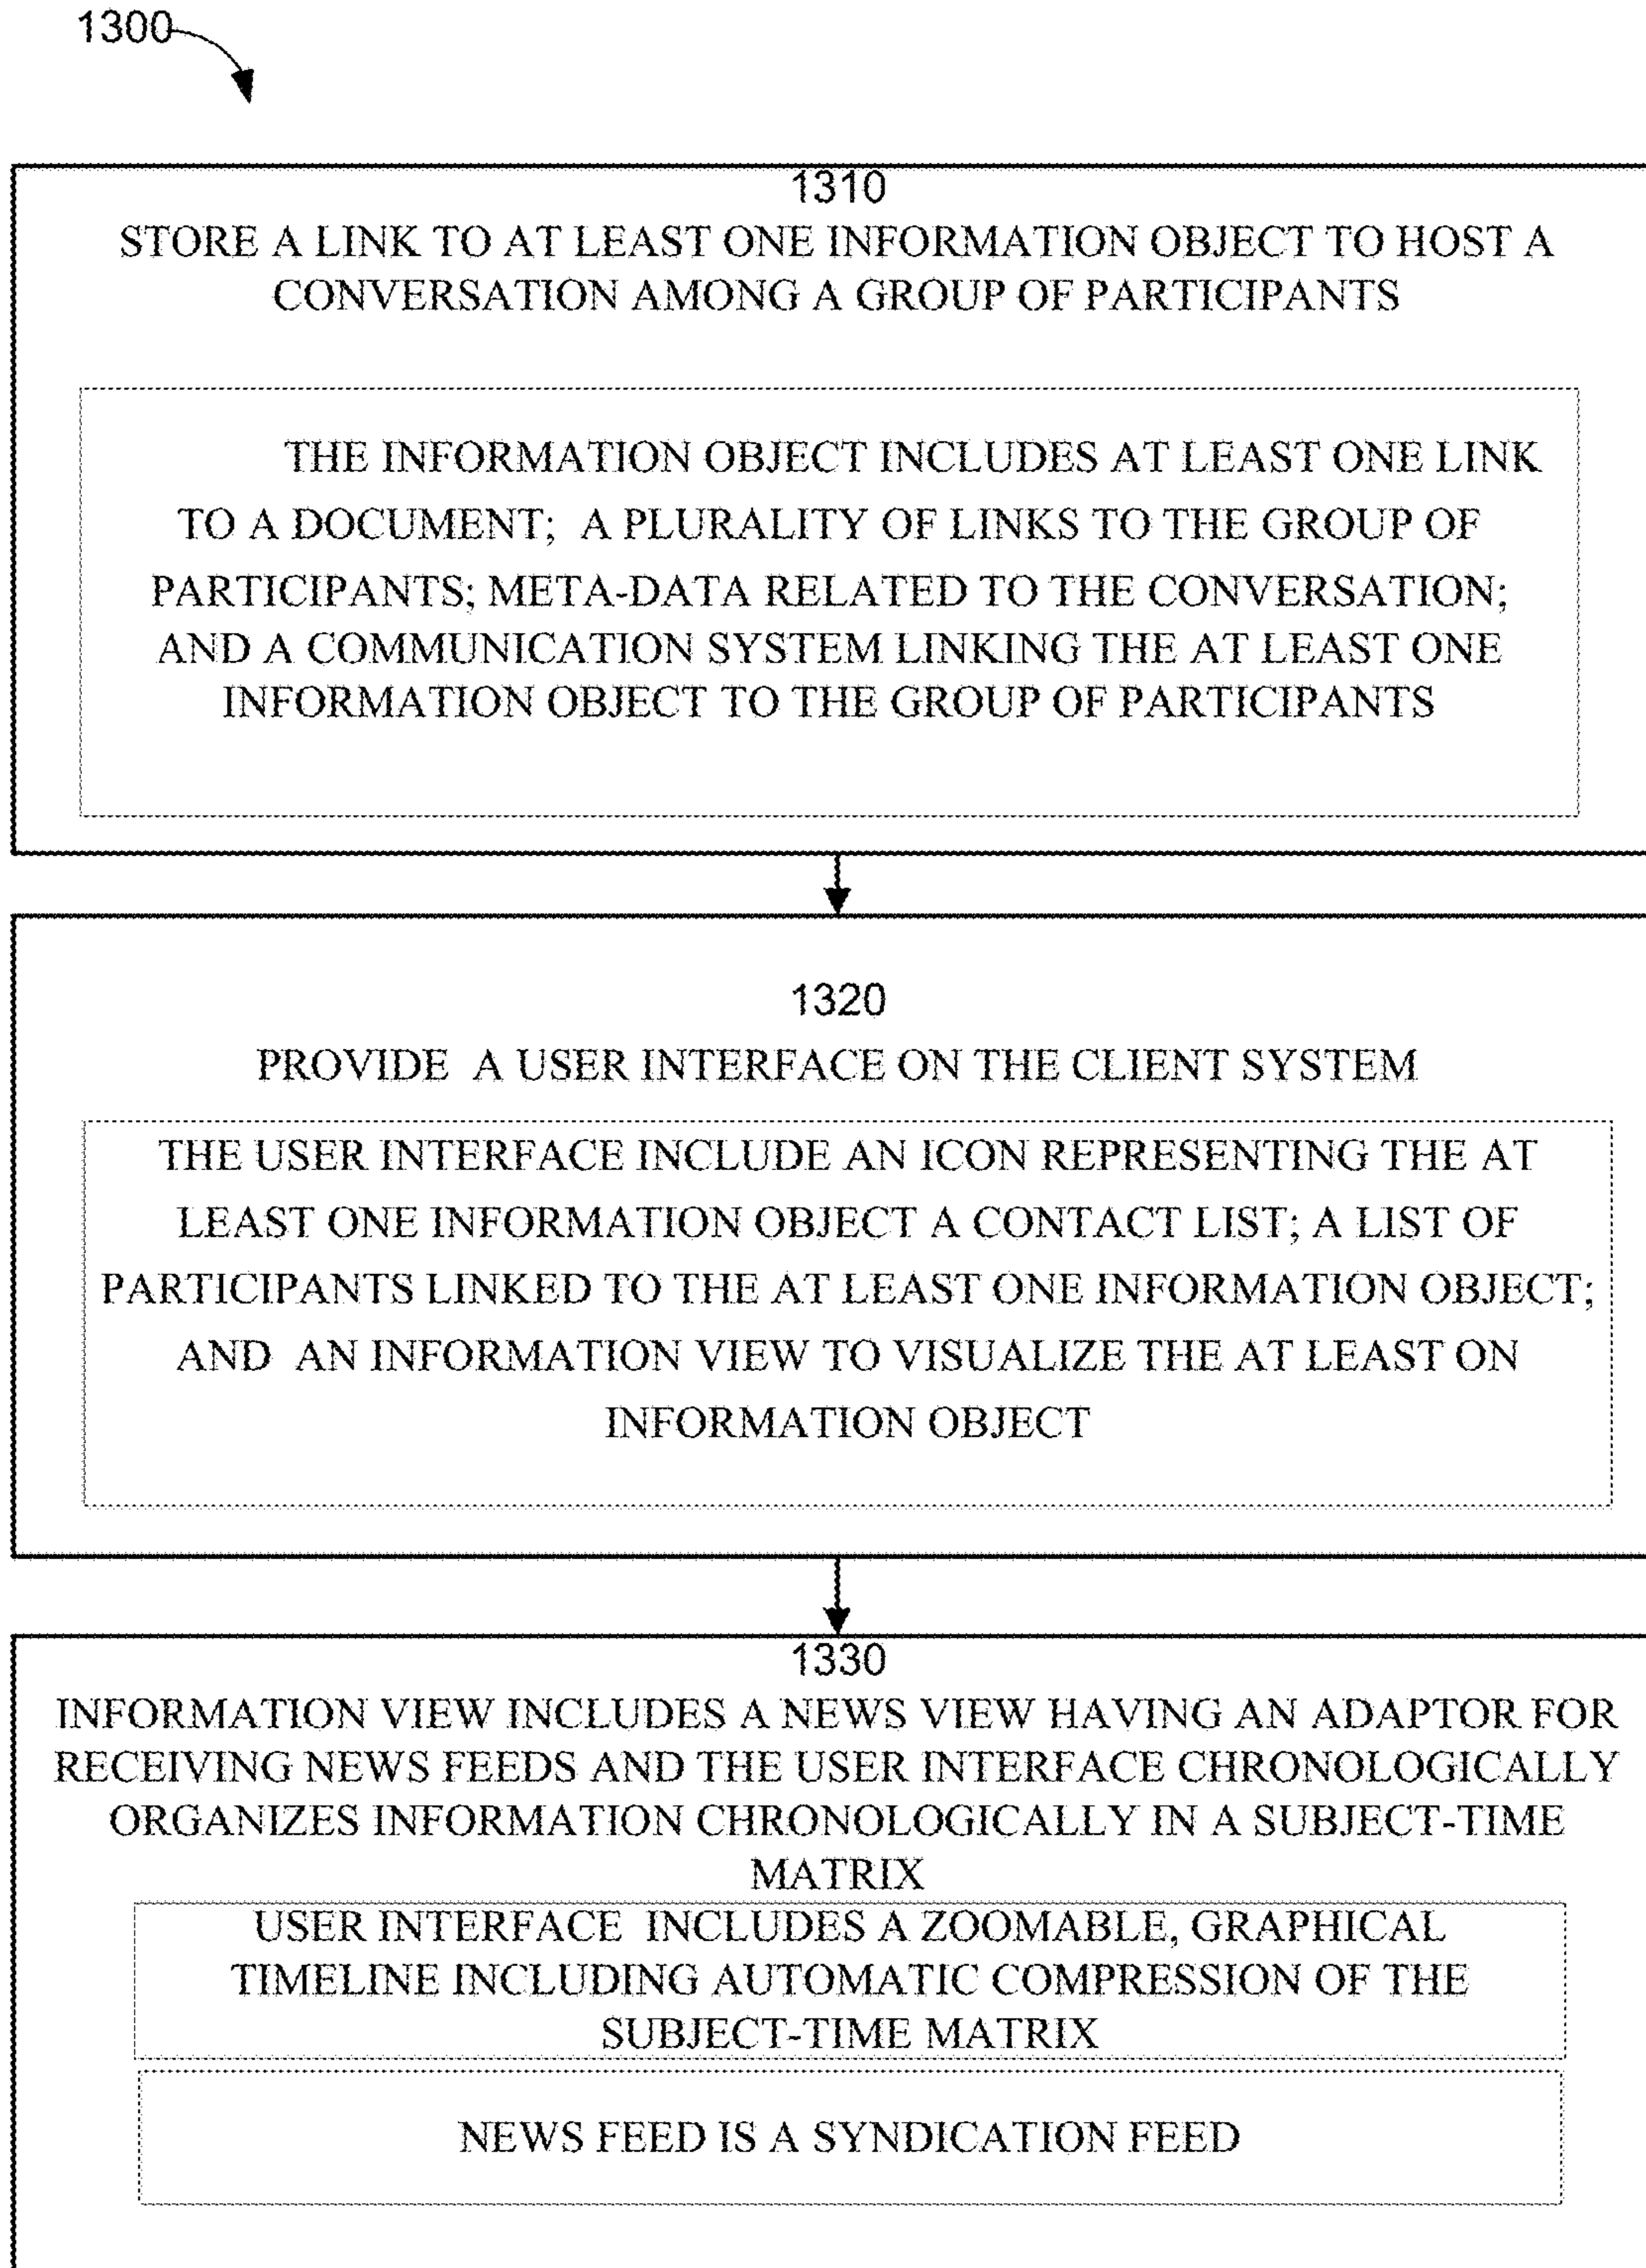 1300
1310
STORE A LINK TO AT LEAST ONE INFORMATION OBJECT TO HOST A
CONVERSATION AMONG A GROUP OF PARTICIPANTS
THE INFORMATION OBJECT INCLUDES AT LEAST ONE LINK
TO A DOCUMENT; A PLURALITY OF LINKS TO THE GROUP OF
PARTICIPANTS; META-DATA RELATED TO THE CONVERSATION;
AND A COMMUNICATION SYSTEM LINKING THE AT LEAST ONE
INFORMATION OBJECT TO THE GROUP OF PARTICIPANTS
1320
PROVIDE A USER INTERFACE ON THE CLIENT SYSTEM
THE USER INTERFACE INCLUDE AN ICON REPRESENTING THE AT
LEAST ONE INFORMATION OBJECT A CONTACT LIST; A LIST OF
PARTICIPANTS LINKED TO THE AT LEAST ONE INFORMATION OBJECT;
AND AN INFORMATION VIEW TO VISUALIZE THE AT LEAST ON
INFORMATION OBJECT
1330
INFORMATION VIEW INCLUDES A NEWS VIEW HAVING AN ADAPTOR FOR
RECEIVING NEWS FEEDS AND THE USER INTERFACE CHRONOLOGICALLY
ORGANIZES INFORMATION CHRONOLOGICALLY IN A SUBJECT-TIME
MATRIX
USER INTERFACE INCLUDES A ZOOMABLE, GRAPHICAL
TIMELINE INCLUDING AUTOMATIC COMPRESSION OF THE
SUBJECT-TIME MATRIX
NEWS FEED IS A SYNDICATION FEED